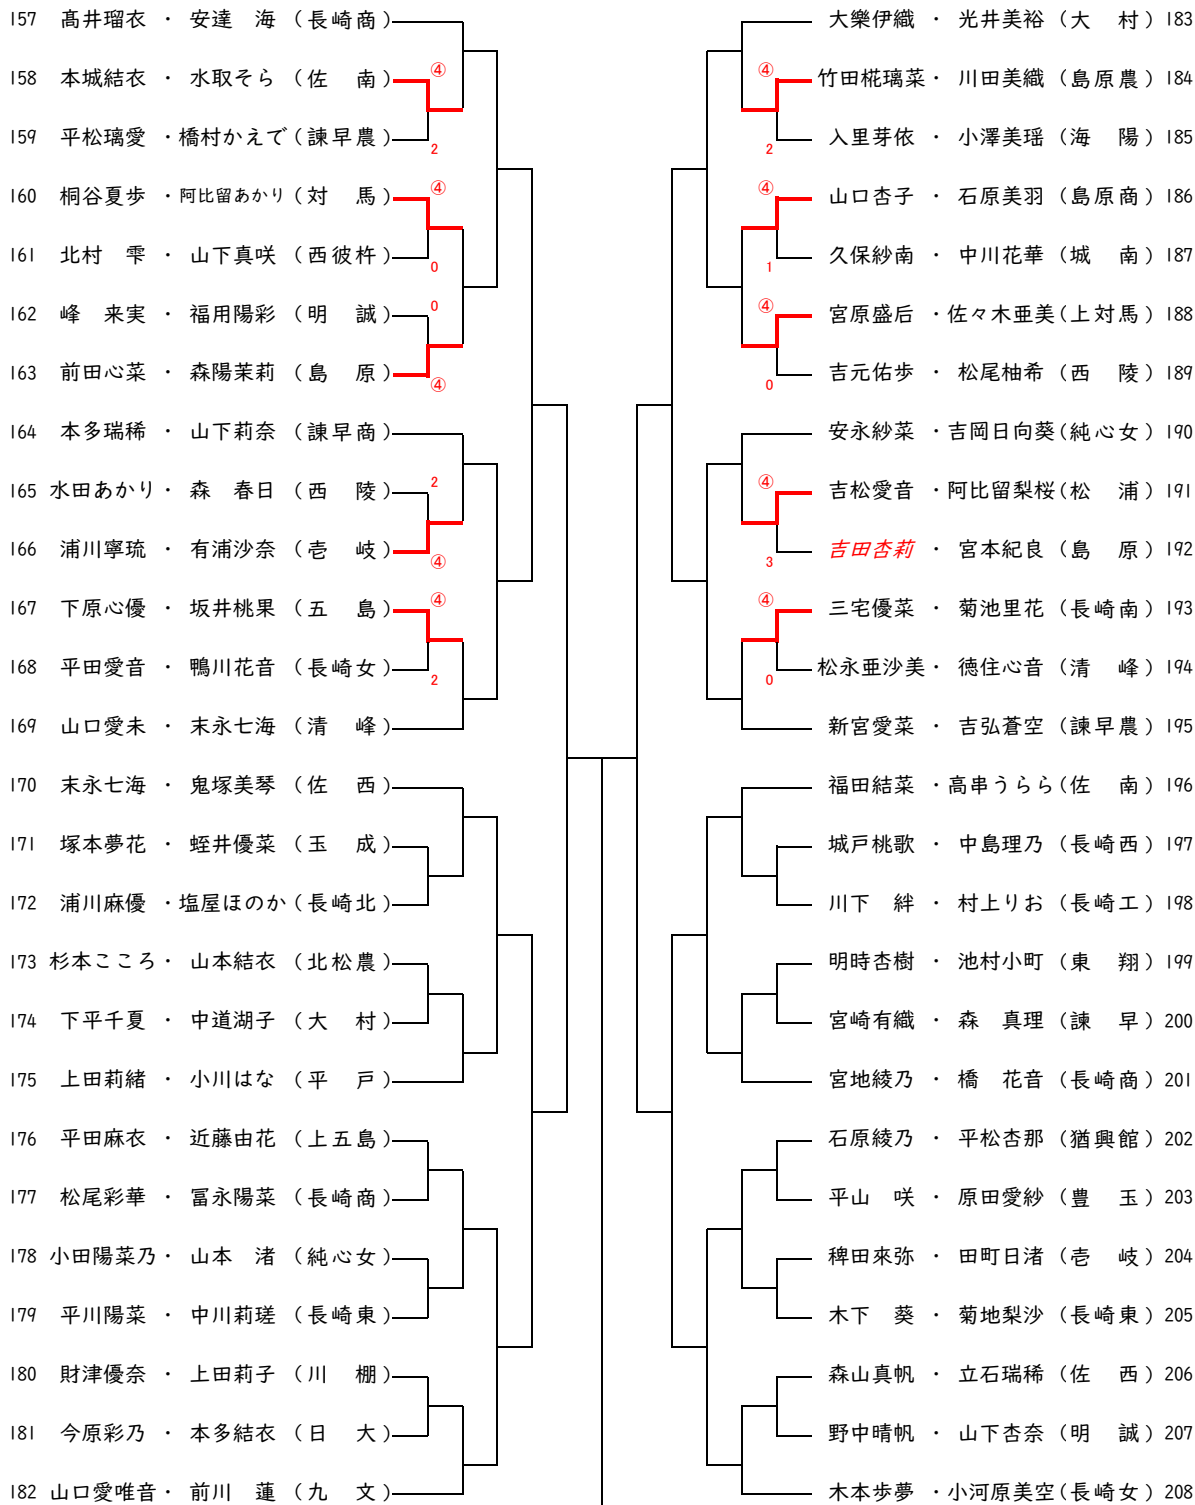 157 髙井瑠衣 ・ 安達　海 (長崎商)
158 本城結衣 ・ 水取そら (佐　南)
④
159 平松璃愛 ・ 橋村かえで (諫早農)
2
160 桐谷夏歩 ・ 阿比留あかり (対　馬)
④
161 北村　雫 ・ 山下真咲 (西彼杵)
0
162 峰　来実 ・ 福用陽彩 (明　誠)
0
163 前田心菜 ・ 森陽茉莉 (島　原)
④
164 本多瑞稀 ・ 山下莉奈 (諫早商)
165 水田あかり ・ 森　春日 (西　陵)
2
166 浦川寧琉 ・ 有浦沙奈 (壱　岐)
④
167 下原心優 ・ 坂井桃果 (五　島)
④
168 平田愛音 ・ 鴨川花音 (長崎女)
2
169 山口愛未 ・ 末永七海 (清　峰)
170 末永七海 ・ 鬼塚美琴 (佐　西)
171 塚本夢花 ・ 蛭井優菜 (玉　成)
172 浦川麻優 ・ 塩屋ほのか (長崎北)
173 杉本こころ ・ 山本結衣 (北松農)
174 下平千夏 ・ 中道湖子 (大　村)
175 上田莉緒 ・ 小川はな (平　戸)
176 平田麻衣 ・ 近藤由花 (上五島)
177 松尾彩華 ・ 冨永陽菜 (長崎商)
178 小田陽菜乃 ・ 山本　渚 (純心女)
179 平川陽菜 ・ 中川莉瑳 (長崎東)
180 財津優奈 ・ 上田莉子 (川　棚)
181 今原彩乃 ・ 本多結衣 (日　大)
182 山口愛唯音 ・ 前川　蓮 (九　文)
大樂伊織 ・ 光井美裕 (大　村) 183
④
竹田椛璃菜 ・ 川田美織 (島原農) 184
2
入里芽依 ・ 小澤美瑶 (海　陽) 185
④
山口杏子 ・ 石原美羽 (島原商) 186
1
久保紗南 ・ 中川花華 (城　南) 187
④
宮原盛后 ・ 佐々木亜美 (上対馬) 188
0
吉元佑歩 ・ 松尾柚希 (西　陵) 189
安永紗菜 ・ 吉岡日向葵 (純心女) 190
④
吉松愛音 ・ 阿比留梨桜 (松　浦) 191
3
吉田杏莉 ・ 宮本紀良 (島　原) 192
④
三宅優菜 ・ 菊池里花 (長崎南) 193
0
松永亜沙美 ・ 徳住心音 (清　峰) 194
新宮愛菜 ・ 吉弘蒼空 (諫早農) 195
福田結菜 ・ 高串うらら (佐　南) 196
城戸桃歌 ・ 中島理乃 (長崎西) 197
川下　絆 ・ 村上りお (長崎工) 198
明時杏樹 ・ 池村小町 (東　翔) 199
宮崎有織 ・ 森　真理 (諫　早) 200
宮地綾乃 ・ 橋　花音 (長崎商) 201
石原綾乃 ・ 平松杏那 (猶興館) 202
平山　咲 ・ 原田愛紗 (豊　玉) 203
稗田來弥 ・ 田町日渚 (壱　岐) 204
木下　葵 ・ 菊地梨沙 (長崎東) 205
森山真帆 ・ 立石瑞稀 (佐　西) 206
野中晴帆 ・ 山下杏奈 (明　誠) 207
木本歩夢 ・ 小河原美空 (長崎女) 208